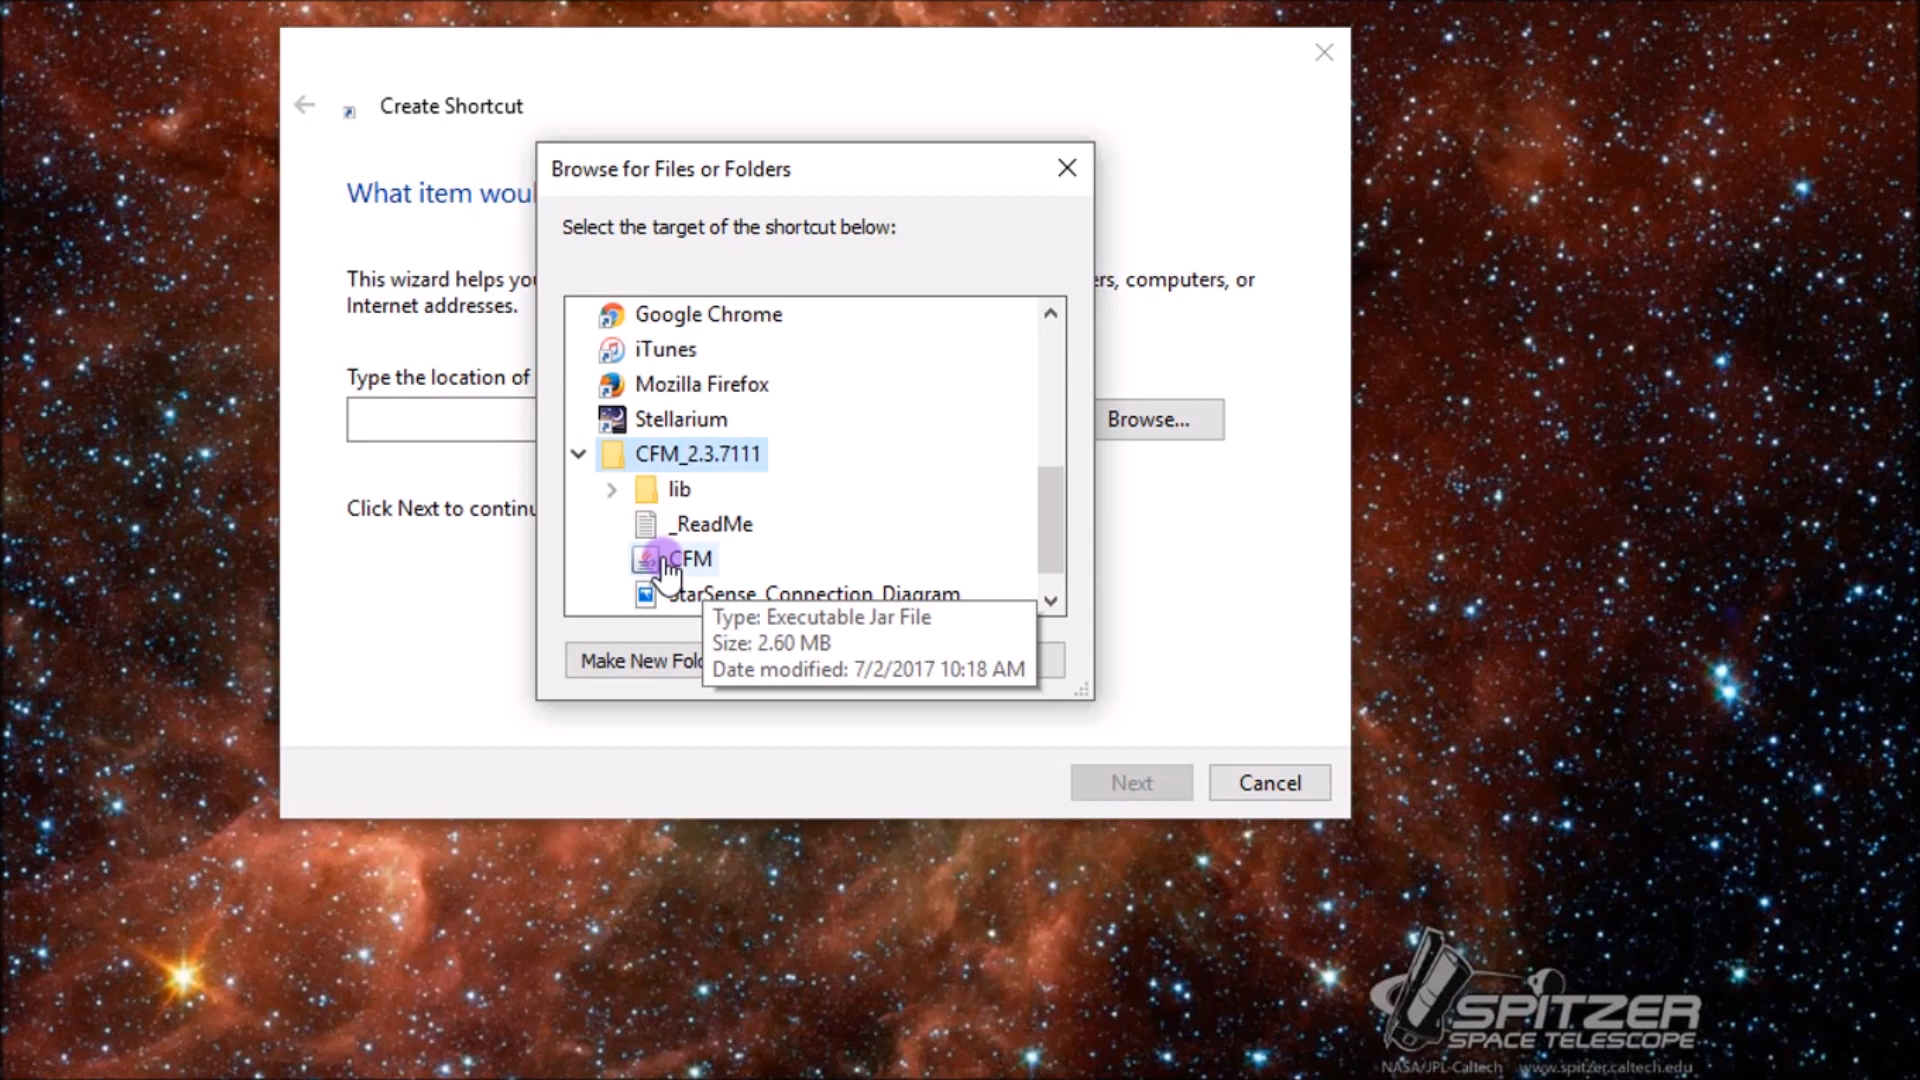 Create Shortcut
Browse for Files or Folders
What item woul
Select the target of the shortcut below:
This wizard helps you
ers, computers, or
Internet addresses.
Google Chrome
iTunes
Mozilla Firefox
Type the location of
Stellarium
Browse...
CFM_2.3.7111
lib
Click Next to continu
_ReadMe
CFM
StarSense_Connection_Diagram
Type: Executable Jar File
Size: 2.60 MB
Date modified: 7/2/2017 10:18 AM
Make New Fold
Next
Cancel
SPITZER
SPACE TELESCOPE
NASA/JPL-Caltech www.spitzer.caltech.edu